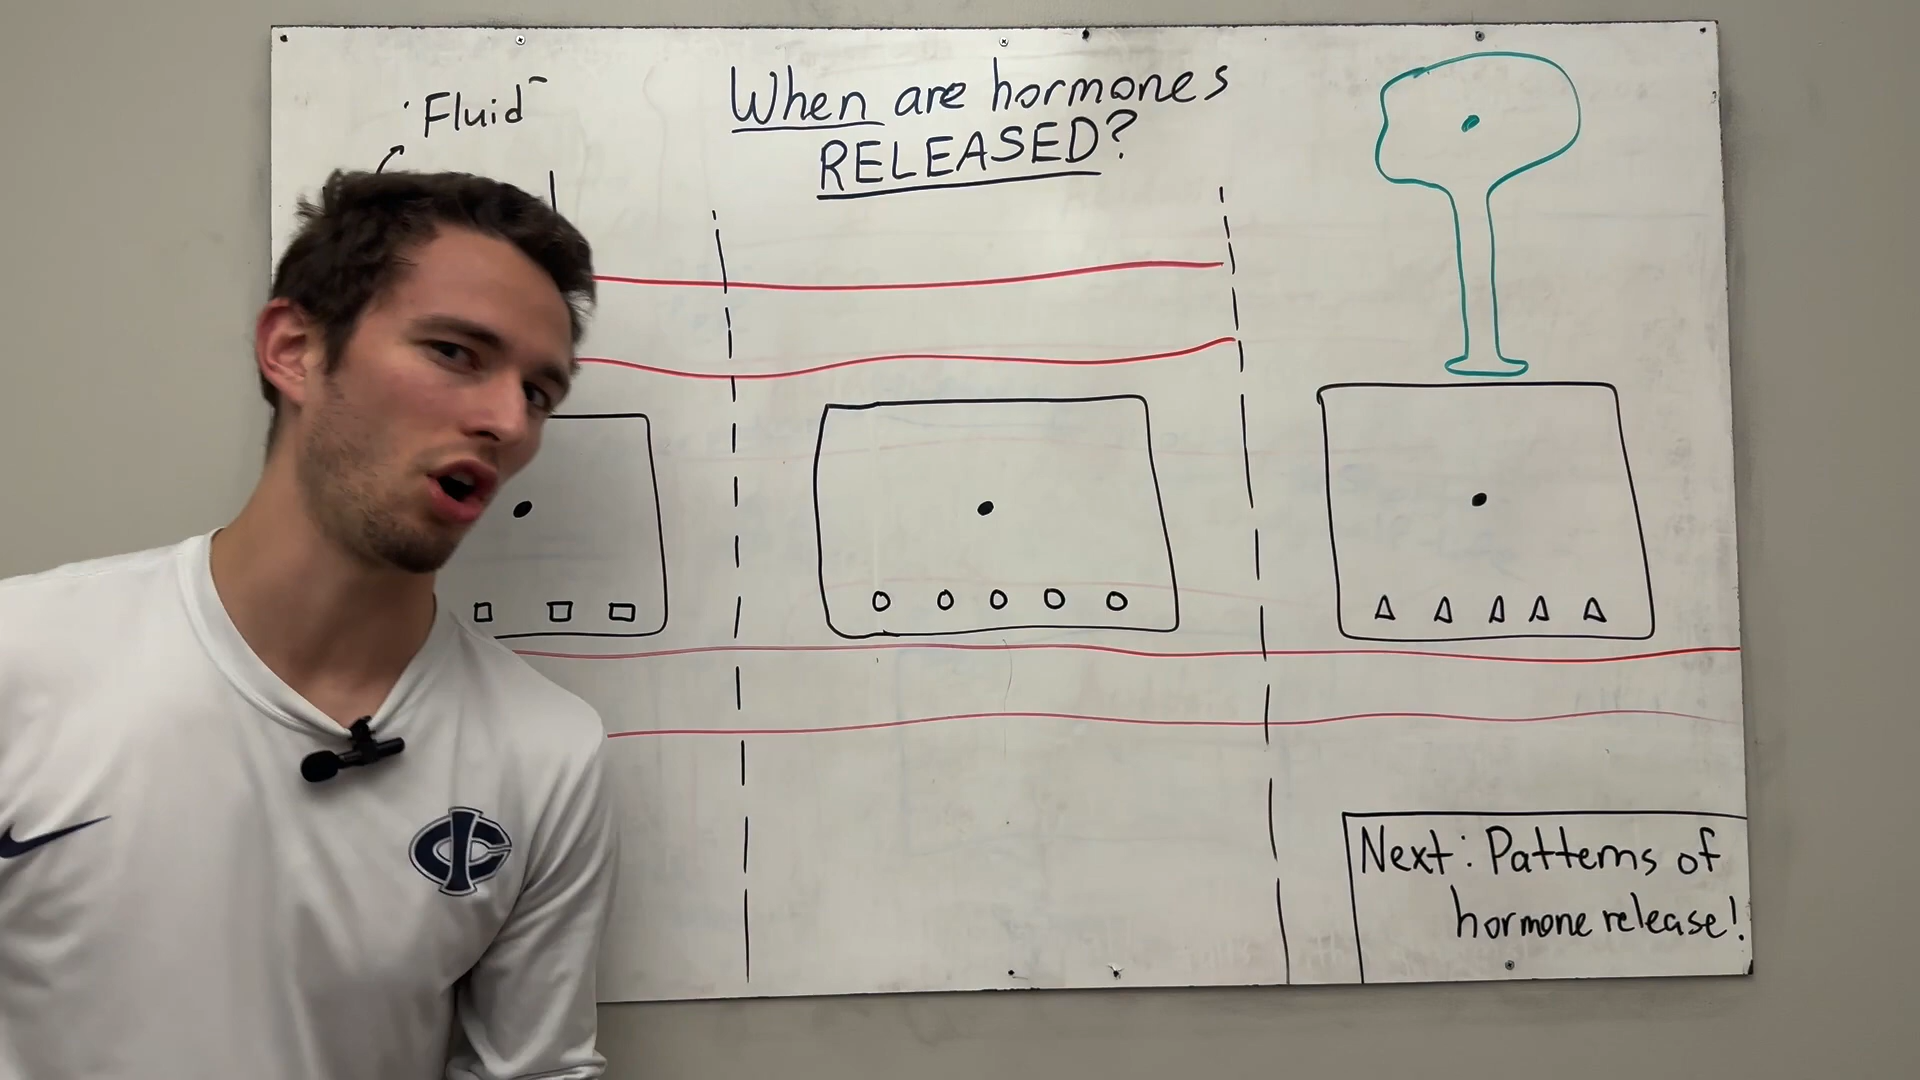 Fluid
When are hormones
RELEASED?
Next: Patterns of
hormone release!